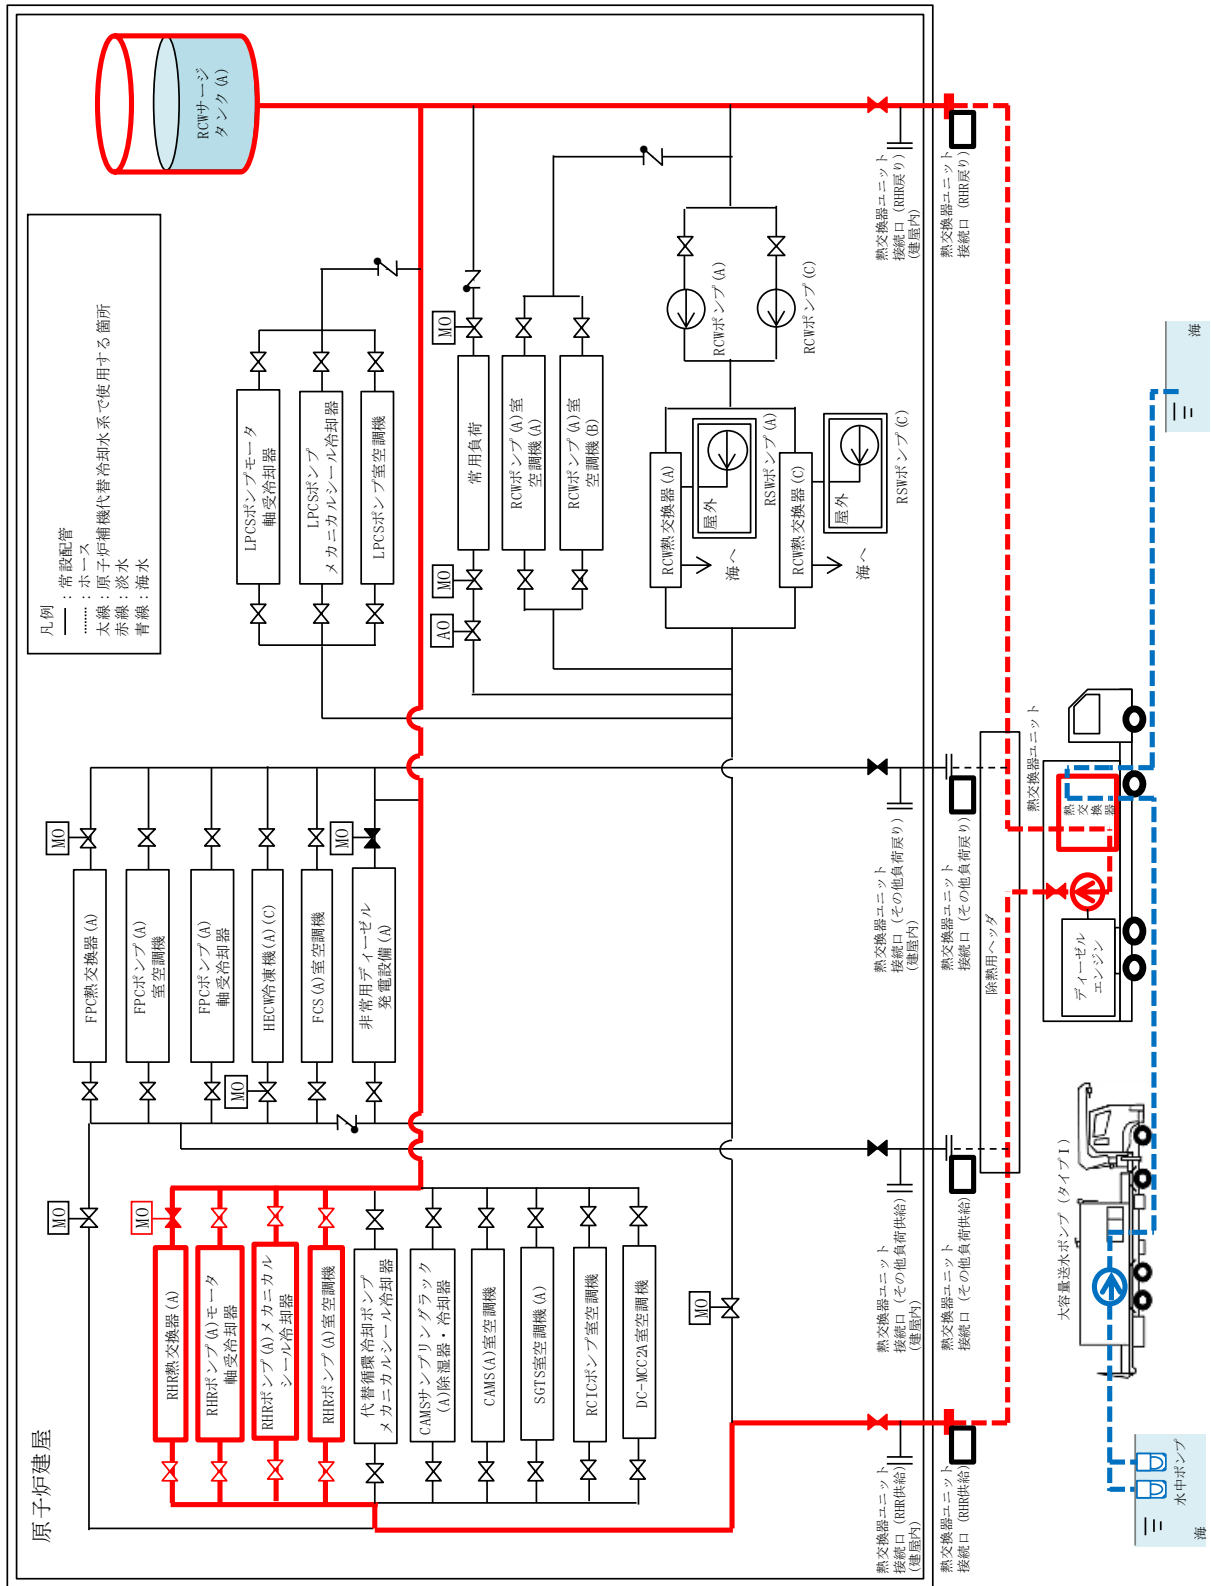 原子炉建屋
RCWサージ
タンク(A)
凡例
━━：常設配管
┅┅：ホース
太線：原子炉補機代替冷却水系で使用する箇所
赤線：淡水
青線：海水
LPCSポンプモータ
軸受冷却器
LPCSポンプ
メカニカルシール冷却器
LPCSポンプ室空調機
MO
常用負荷
MO
AO
RCWポンプ(A)室
空調機(A)
RCWポンプ(A)室
空調機(B)
RCWポンプ(A)
RCWポンプ(C)
RCW熱交換器(A)
屋外
RSWポンプ(A)
海へ
RCW熱交換器(C)
屋外
RSWポンプ(C)
海へ
MO
FPC熱交換器(A)
FPCポンプ(A)
室空調機
FPCポンプ(A)
軸受冷却器
HECW冷凍機(A)(C)
MO
FCS(A)室空調機
MO
非常用ディーゼル
発電設備(A)
MO
MO
RHR熱交換器(A)
RHRポンプ(A)モータ
軸受冷却器
RHRポンプ(A)メカニカル
シール冷却器
RHRポンプ(A)室空調機
代替循環冷却ポンプ
メカニカルシール冷却器
CAMSサンプリングラック
(A)除湿器・冷却器
CAMS(A)室空調機
SGTS室空調機(A)
RCICポンプ室空調機
DC-MCC2A室空調機
MO
熱交換器ユニット
接続口（RHR戻り）
(建屋内)
熱交換器ユニット
接続口（RHR戻り）
熱交換器ユニット
接続口（その他負荷戻り）
(建屋内)
熱交換器ユニット
接続口（その他負荷戻り）
熱交換器ユニット
接続口（その他負荷供給）
(建屋内)
熱交換器ユニット
接続口（その他負荷供給）
熱交換器ユニット
接続口（RHR供給）
(建屋内)
熱交換器ユニット
接続口（RHR供給）
除熱用ヘッダ
熱交換器ユニット
熱交換器
ディーゼル
エンジン
大容量送水ポンプ（タイプⅠ）
水中ポンプ
海
海